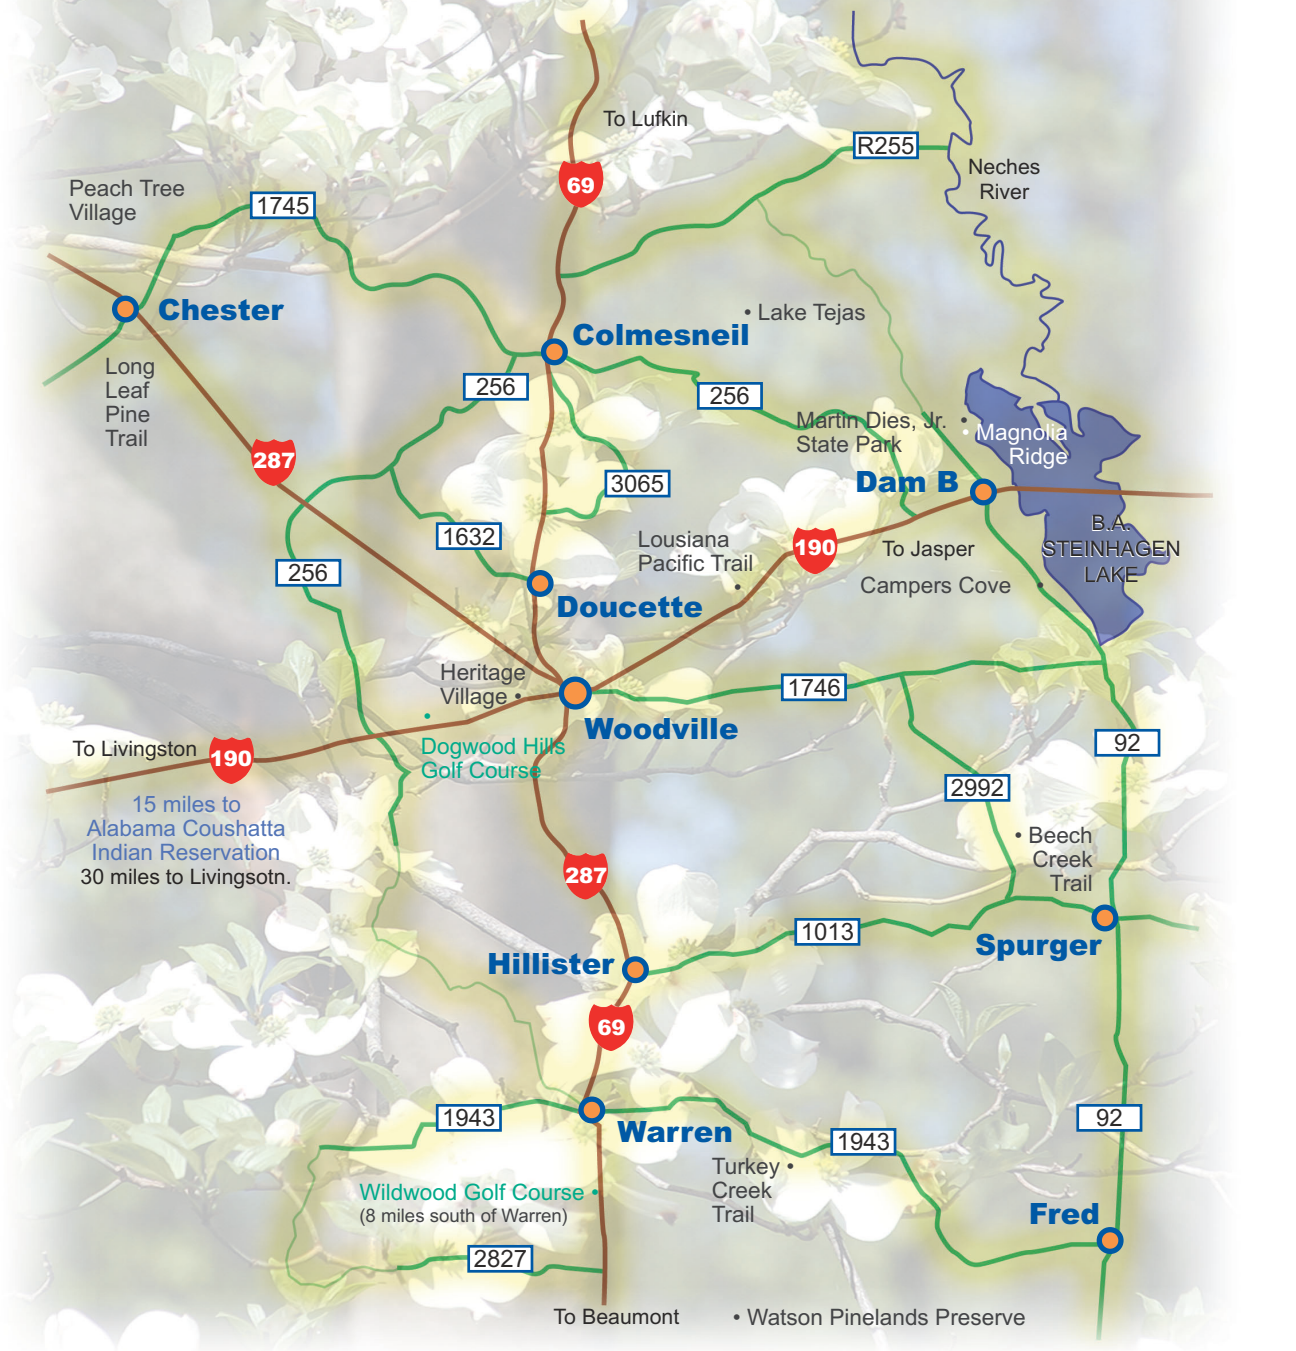 To Lufkin
R255
Neches
River
69
Peach Tree
Village
1745
Chester
Lake Tejas
Colmesneil
Long
Leaf
Pine
Trail
256
256
Martin Dies, Jr.
State Park
Magnolia
Ridge
287
3065
Dam B
1632
Lousiana
Pacific Trail
190
To Jasper
B.A.
STEINHAGEN
LAKE
256
Campers Cove
Doucette
Heritage
Village
1746
Woodville
To Livingston
190
Dogwood Hills
Golf Course
92
2992
15 miles to
Alabama Coushatta
Indian Reservation
30 miles to Livingsotn.
Beech
Creek
Trail
287
1013
Spurger
Hillister
69
1943
Warren
1943
92
Turkey
Creek
Trail
Wildwood Golf Course
(8 miles south of Warren)
Fred
2827
To Beaumont
Watson Pinelands Preserve